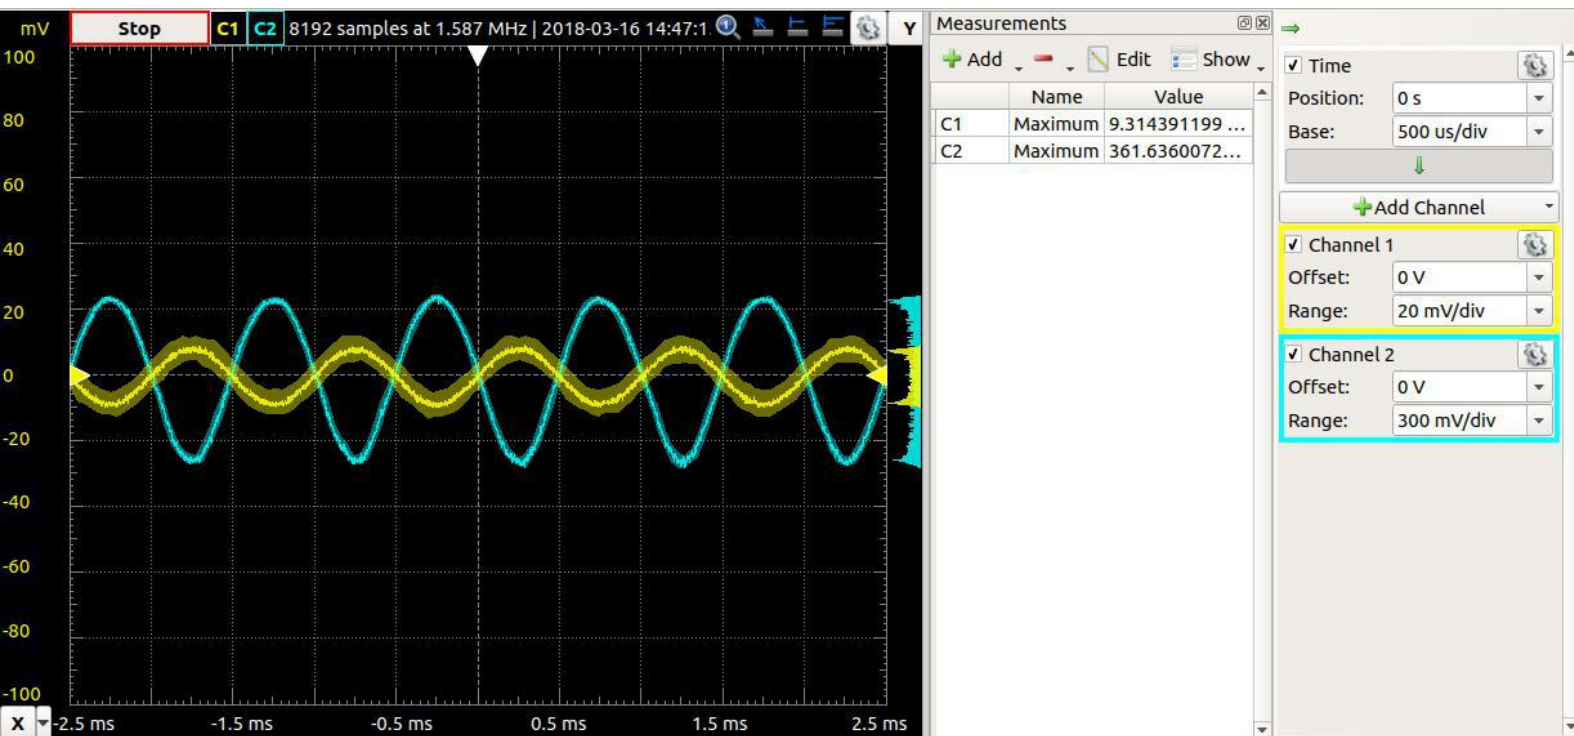 mV Stop C1 C2 8192 samples at 1.587 MHz | 2018-03-16 14:47:1 Y
100
80
60
40
20
0
-20
-40
-60
-80
-100
X -2.5 ms -1.5 ms -0.5 ms 0.5 ms 1.5 ms 2.5 ms
Measurements
Add Edit Show
Name Value
C1 Maximum 9.314391199 ...
C2 Maximum 361.6360072...
Time
Position: 0 s
Base: 500 us/div
Add Channel
Channel 1
Offset: 0 V
Range: 20 mV/div
Channel 2
Offset: 0 V
Range: 300 mV/div